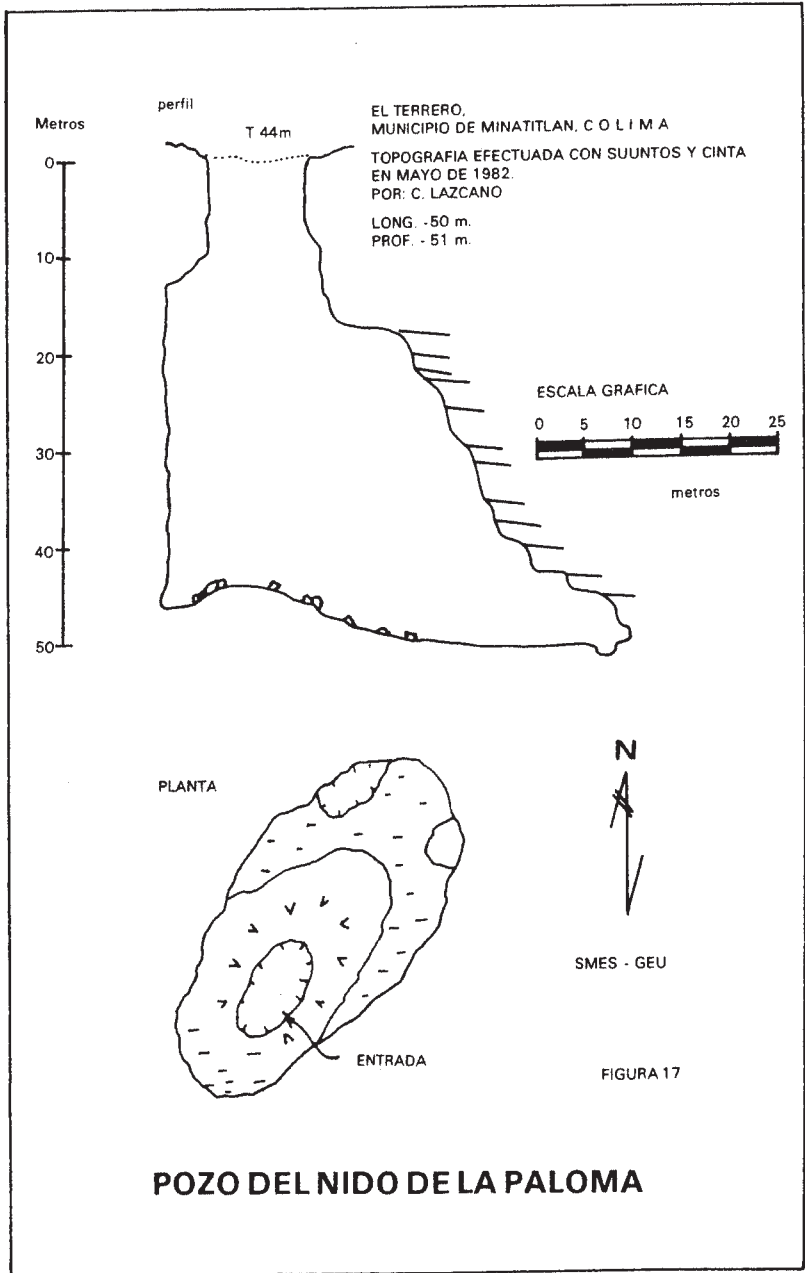 perfil
Metros
T 44m
EL TERRERO,
MUNICIPIO DE MINATITLAN, C O L I M A
TOPOGRAFIA EFECTUADA CON SUUNTOS Y CINTA
EN MAYO DE 1982.
POR: C. LAZCANO
LONG. -50 m.
PROF. - 51 m.
0
10
20
30
40
50
ESCALA GRAFICA
0 5 10 15 20 25
metros
PLANTA
N
SMES - GEU
ENTRADA
FIGURA 17
POZO DEL NIDO DE LA PALOMA